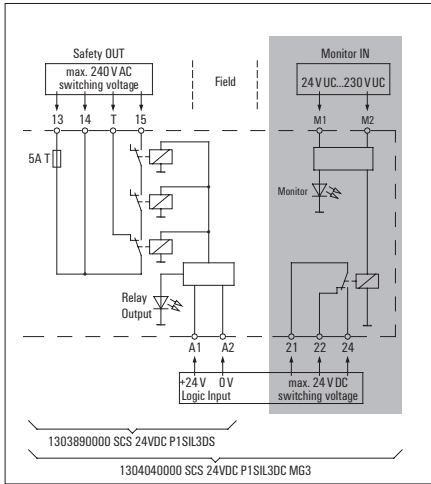 Safety OUT
max. 240 V AC
switching voltage
Field
Monitor IN
24 V UC...230 V UC
13 14 T 15
M1 M2
5A T
Monitor
Relay
Output
A1 A2
21 22 24
+24 V 0 V
Logic Input
max. 24 V DC
switching voltage
1303890000 SCS 24VDC P1SIL3DS
1304040000 SCS 24VDC P1SIL3DC MG3